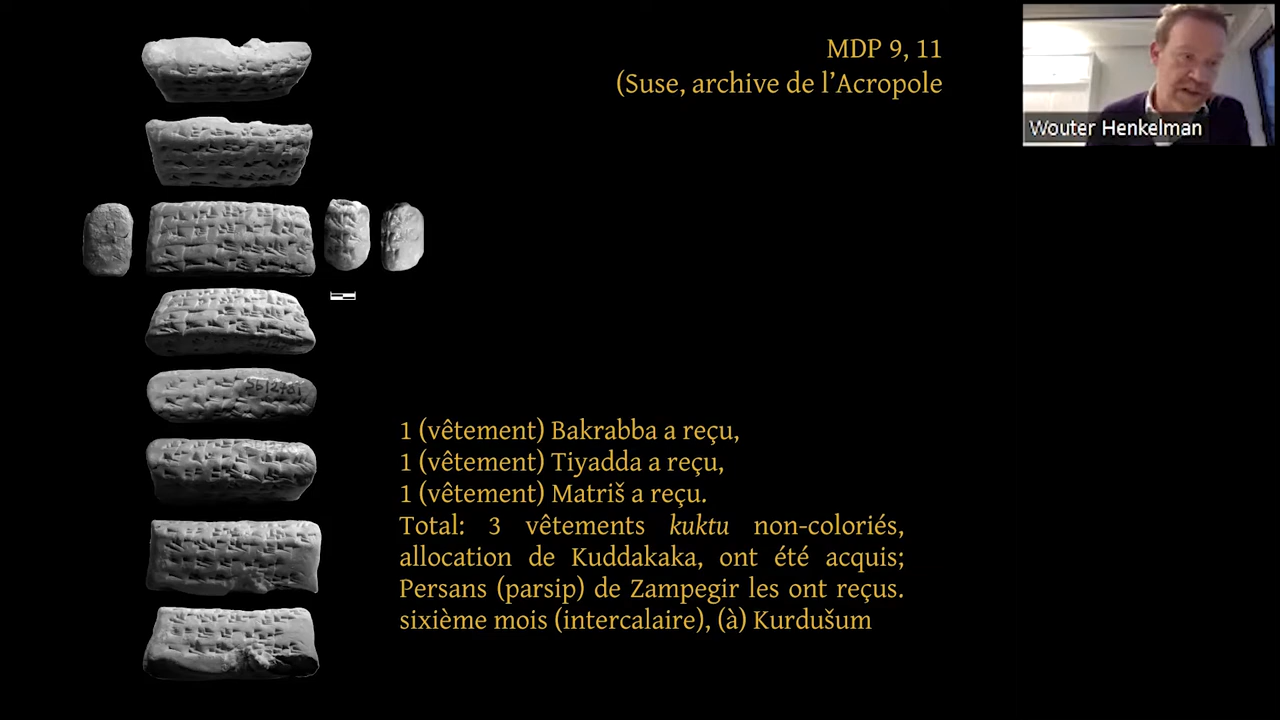 MDP 9, 11
(Suse, archive de l’Acropole
Wouter Henkelman
1 (vêtement) Bakrabba a reçu,
1 (vêtement) Tiyadda a reçu,
1 (vêtement) Matriš a reçu.
Total: 3 vêtements kuktu non-coloriés,
allocation de Kuddakaka, ont été acquis;
Persans (parsip) de Zampegir les ont reçus.
sixième mois (intercalaire), (à) Kurdušum